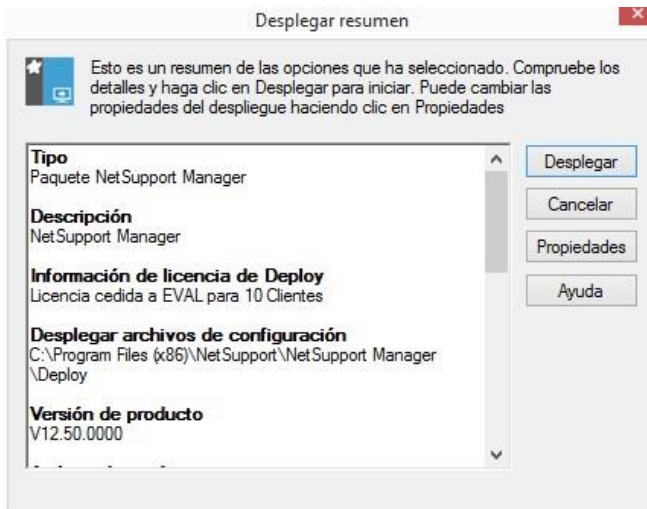 Desplegar resumen
Esto es un resumen de las opciones que ha seleccionado. Compruebe los
detalles y haga clic en Desplegar para iniciar. Puede cambiar las
propiedades del despliegue haciendo clic en Propiedades
Tipo
Paquete NetSupport Manager
Descripción
NetSupport Manager
Información de licencia de Deploy
Licencia cedida a EVAL para 10 Clientes
Desplegar archivos de configuración
C:\Program Files (x86)\NetSupport\NetSupport Manager
\Deploy
Versión de producto
V12.50.0000
Desplegar
Cancelar
Propiedades
Ayuda